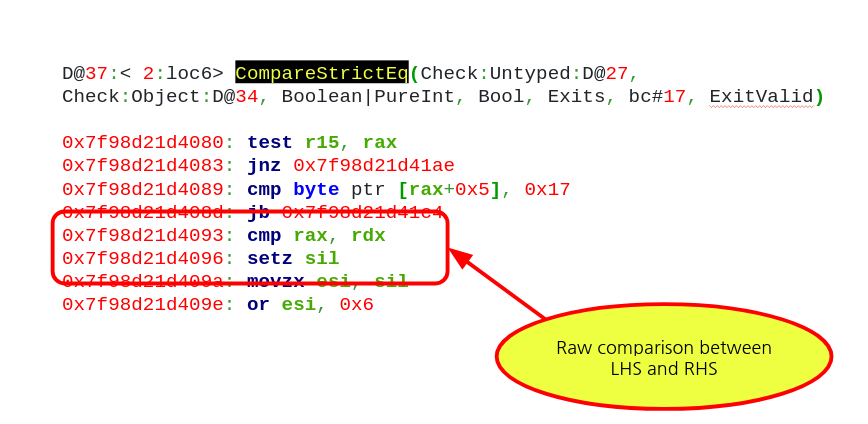 D@37:< 2:loc6> CompareStrictEq(Check:Untyped:D@27,
Check:Object:D@34, Boolean|PureInt, Bool, Exits, bc#17, ExitValid)
0x7f98d21d4080: test r15, rax
0x7f98d21d4083: jnz 0x7f98d21d41ae
0x7f98d21d4089: cmp byte ptr [rax+0x5], 0x17
0x7f98d21d408d: jb 0x7f98d21d41c4
0x7f98d21d4093: cmp rax, rdx
0x7f98d21d4096: setz sil
0x7f98d21d409a: movzx esi, sil
0x7f98d21d409e: or esi, 0x6
Raw comparison between
LHS and RHS